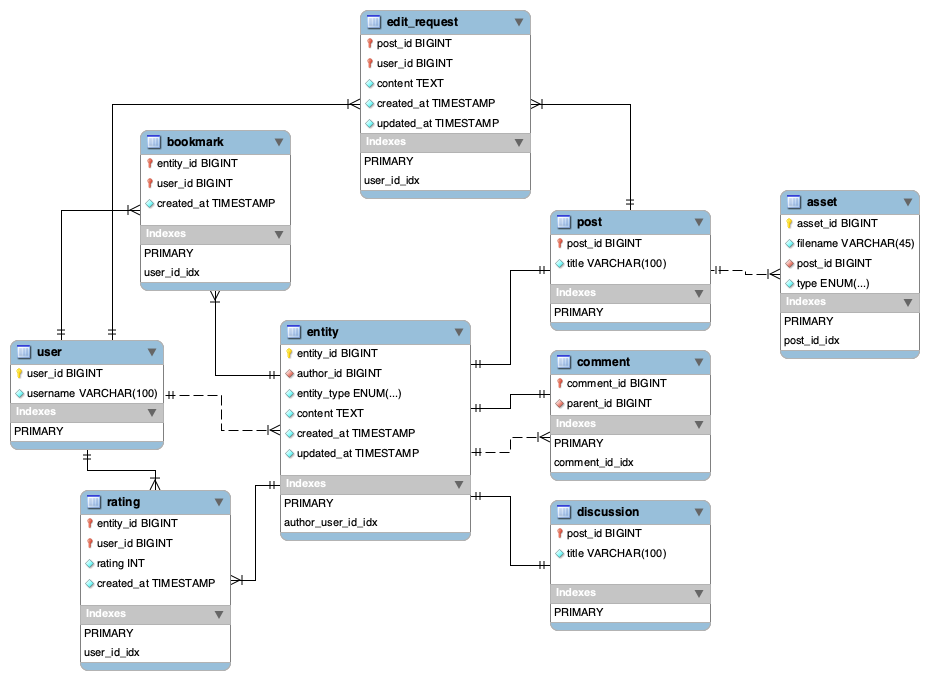 edit_request
post_id BIGINT
user_id BIGINT
content TEXT
created_at TIMESTAMP
updated_at TIMESTAMP
Indexes
PRIMARY
user_id_idx
bookmark
entity_id BIGINT
user_id BIGINT
created_at TIMESTAMP
Indexes
PRIMARY
user_id_idx
post
post_id BIGINT
title VARCHAR(100)
Indexes
PRIMARY
asset
asset_id BIGINT
filename VARCHAR(45)
post_id BIGINT
type ENUM(...)
Indexes
PRIMARY
post_id_idx
user
user_id BIGINT
username VARCHAR(100)
Indexes
PRIMARY
entity
entity_id BIGINT
author_id BIGINT
entity_type ENUM(...)
content TEXT
created_at TIMESTAMP
updated_at TIMESTAMP
Indexes
PRIMARY
author_user_id_idx
comment
comment_id BIGINT
parent_id BIGINT
Indexes
PRIMARY
comment_id_idx
rating
entity_id BIGINT
user_id BIGINT
rating INT
created_at TIMESTAMP
Indexes
PRIMARY
user_id_idx
discussion
post_id BIGINT
title VARCHAR(100)
Indexes
PRIMARY